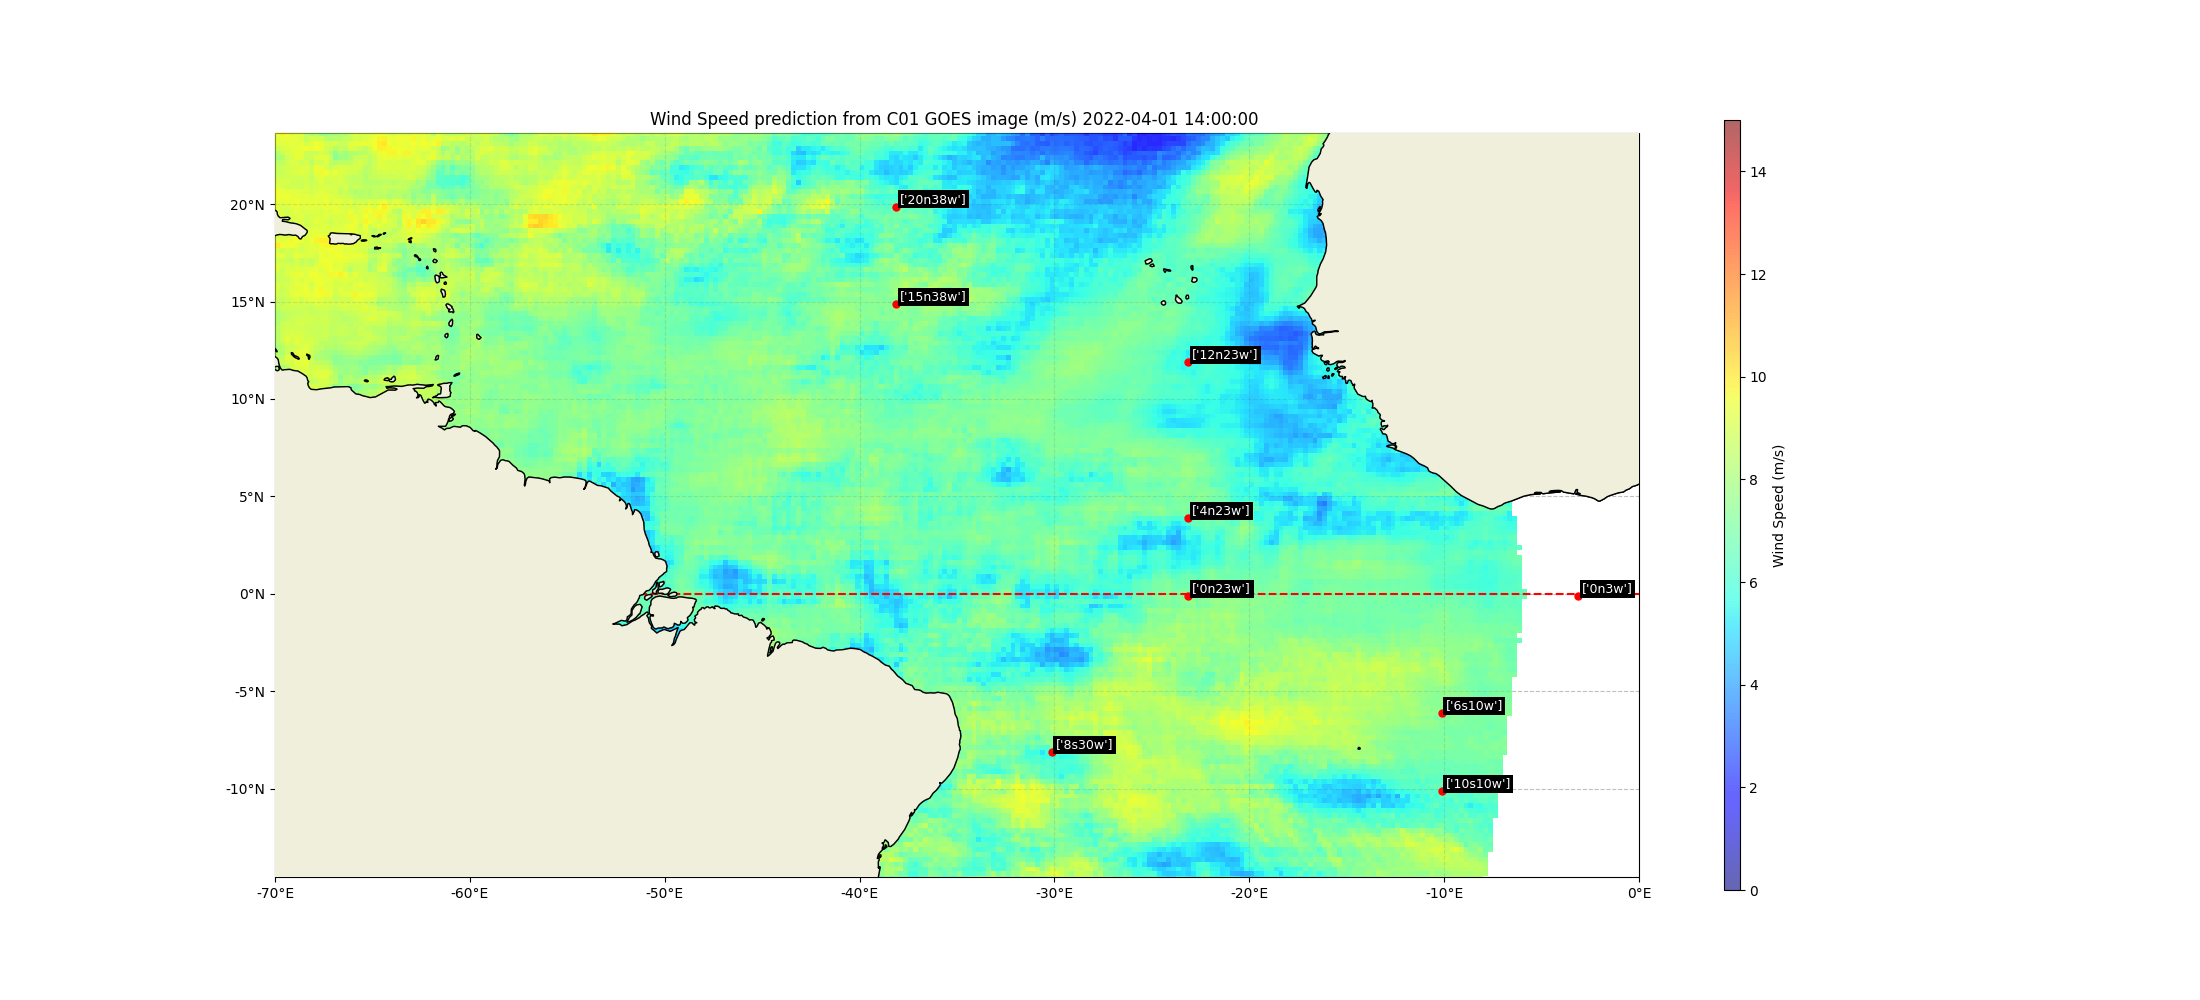 Wind Speed prediction from C01 GOES image (m/s) 2022-04-01 14:00:00
20°N
15°N
10°N
5°N
0°N
-5°N
-10°N
['20n38w']
['15n38w']
['12n23w']
['4n23w']
['0n23w']
['0n3w']
['6s10w']
['8s30w']
['10s10w']
-70°E
-60°E
-50°E
-40°E
-30°E
-20°E
-10°E
0°E
14
12
10
8
6
4
2
0
Wind Speed (m/s)